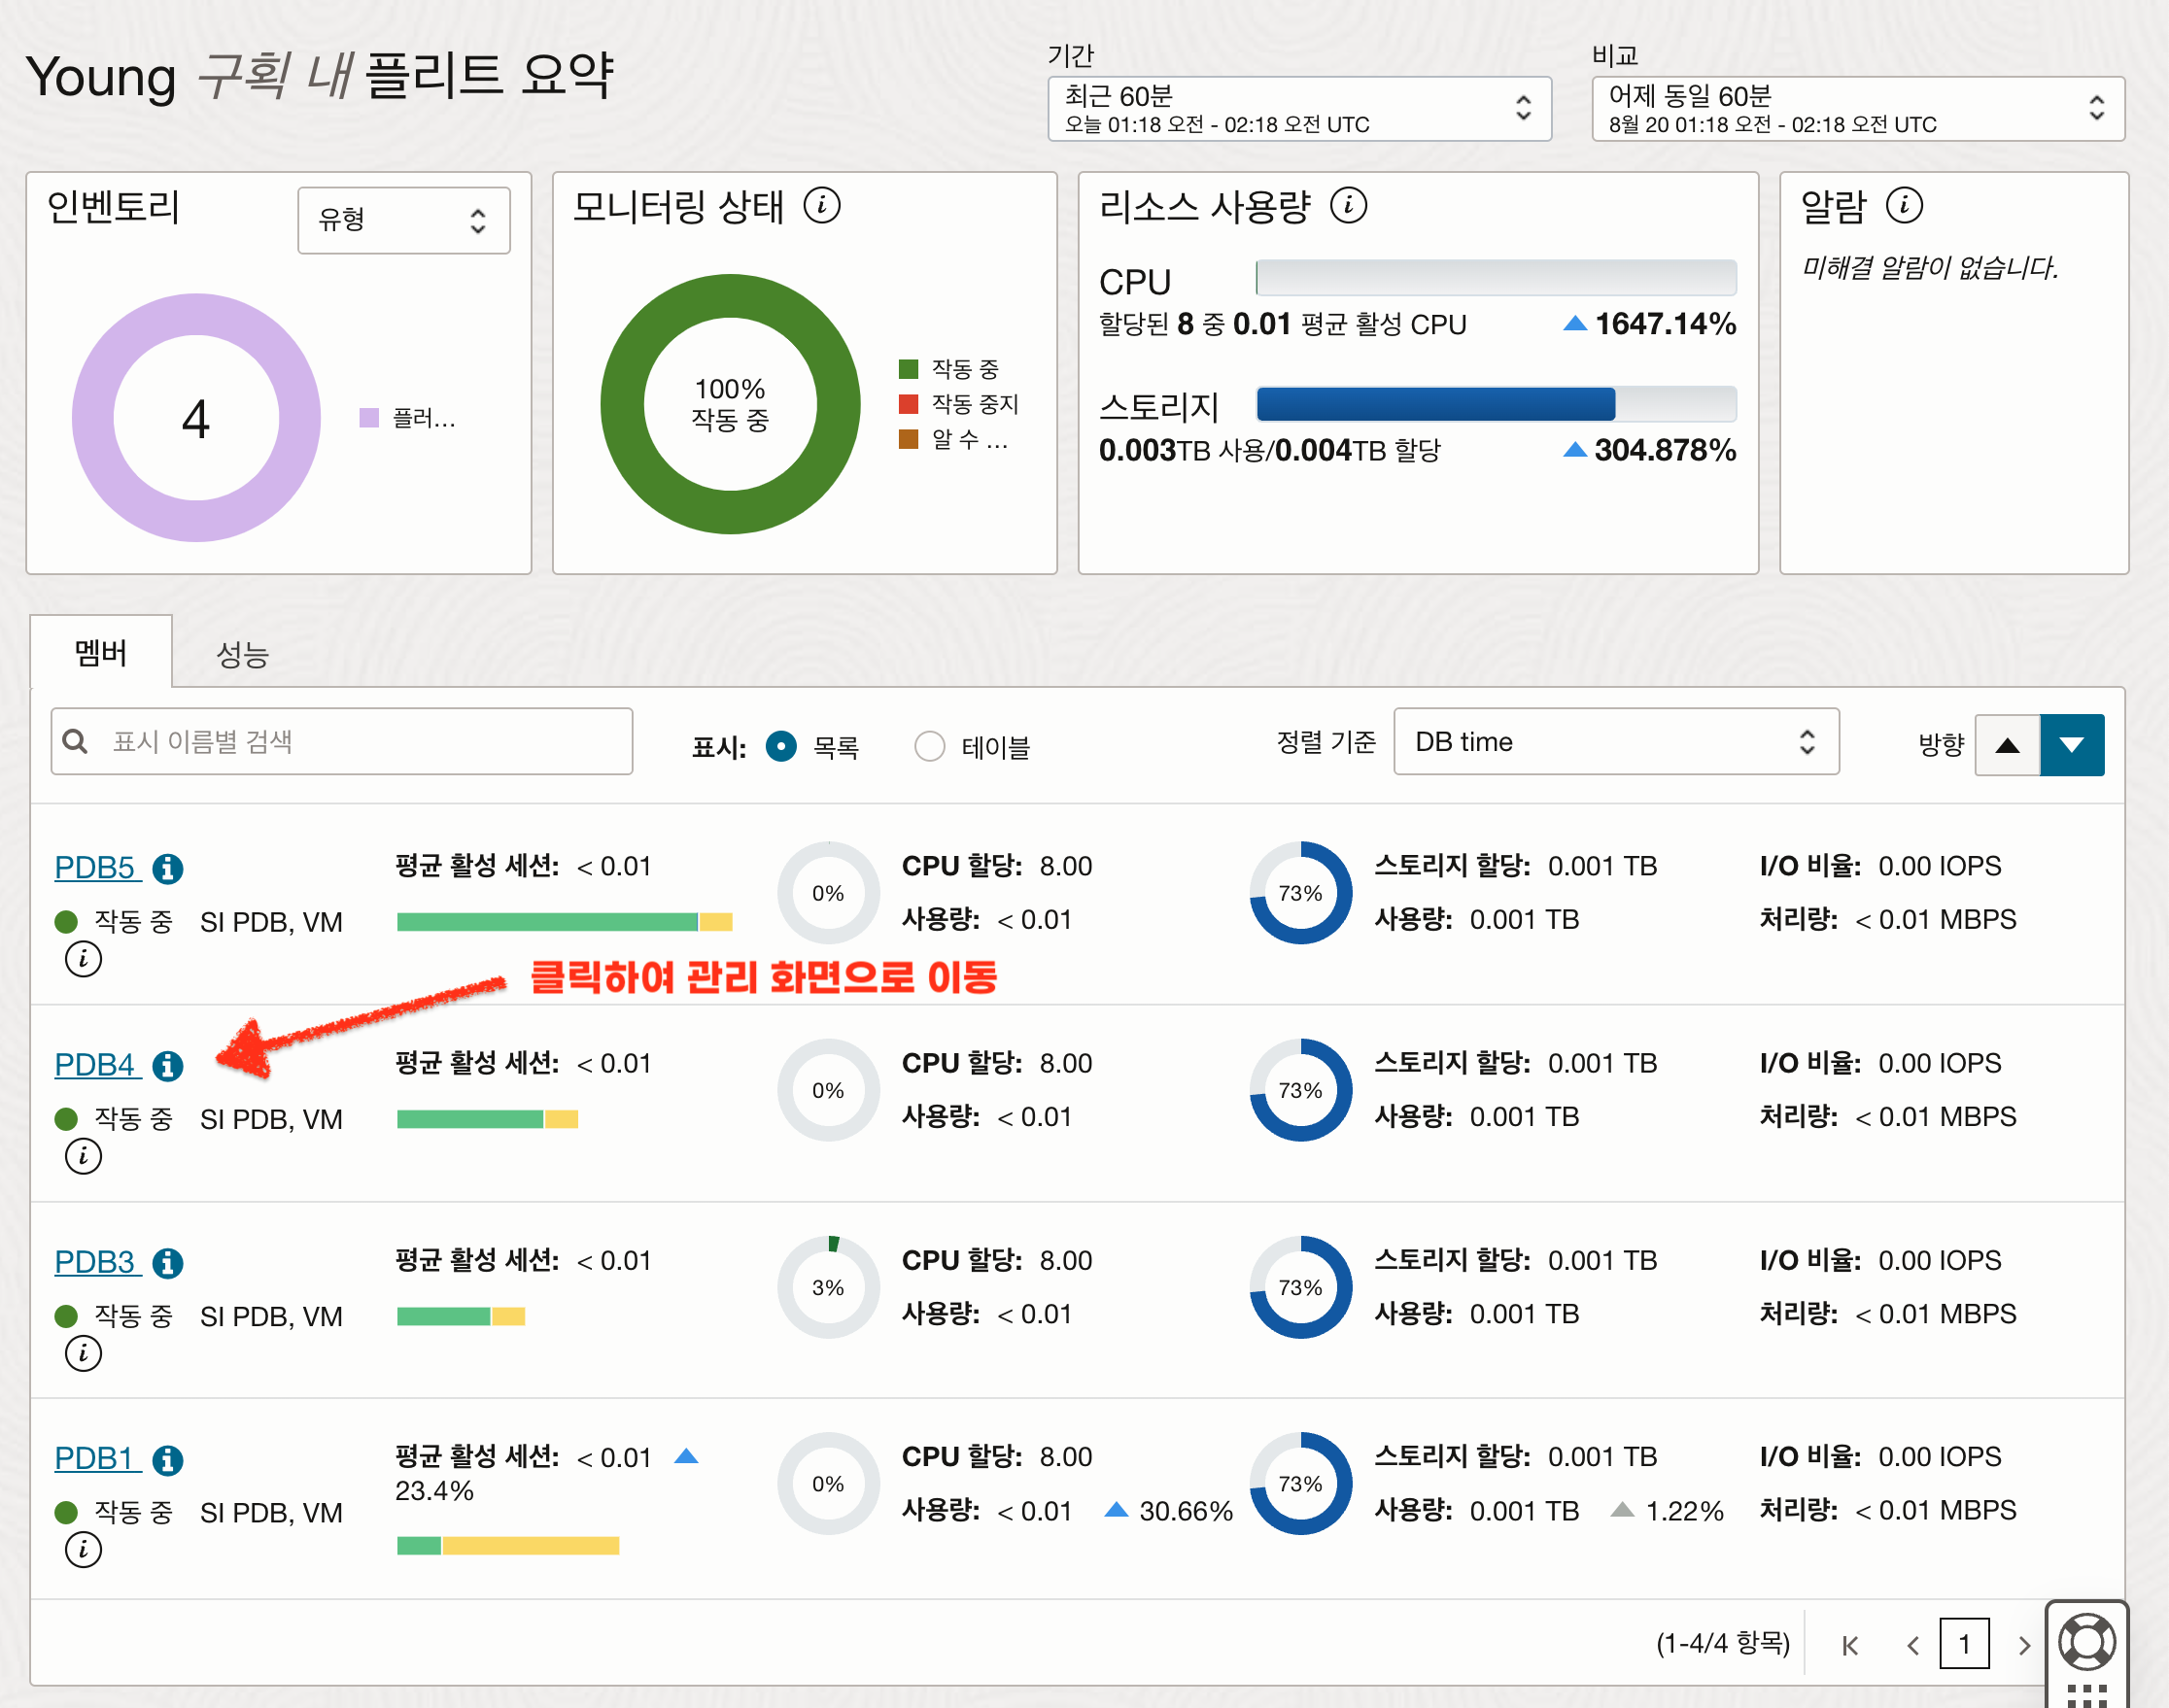 Young 구획 내 플리트 요약
기간
최근 60분
오늘 01:18 오전 - 02:18 오전 UTC
비교
어제 동일 60분
8월 20 01:18 오전 - 02:18 오전 UTC
인벤토리
유형
4
플러...
모니터링 상태
100%
작동 중
작동 중
작동 중지
알 수 ...
리소스 사용량
CPU
할당된 8 중 0.01 평균 활성 CPU
1647.14%
스토리지
0.003TB 사용/0.004TB 할당
304.878%
알람
미해결 알람이 없습니다.
멤버
성능
표시 이름별 검색
표시: 목록 테이블
정렬 기준 DB time
방향
PDB5
작동 중 SI PDB, VM
평균 활성 세션: < 0.01
0%
CPU 할당: 8.00
사용량: < 0.01
73%
스토리지 할당: 0.001 TB
사용량: 0.001 TB
I/O 비율: 0.00 IOPS
처리량: < 0.01 MBPS
클릭하여 관리 화면으로 이동
PDB4
작동 중 SI PDB, VM
평균 활성 세션: < 0.01
0%
CPU 할당: 8.00
사용량: < 0.01
73%
스토리지 할당: 0.001 TB
사용량: 0.001 TB
I/O 비율: 0.00 IOPS
처리량: < 0.01 MBPS
PDB3
작동 중 SI PDB, VM
평균 활성 세션: < 0.01
3%
CPU 할당: 8.00
사용량: < 0.01
73%
스토리지 할당: 0.001 TB
사용량: 0.001 TB
I/O 비율: 0.00 IOPS
처리량: < 0.01 MBPS
PDB1
작동 중 SI PDB, VM
평균 활성 세션: < 0.01
23.4%
0%
CPU 할당: 8.00
사용량: < 0.01 30.66%
73%
스토리지 할당: 0.001 TB
사용량: 0.001 TB 1.22%
I/O 비율: 0.00 IOPS
처리량: < 0.01 MBPS
(1-4/4 항목)
1